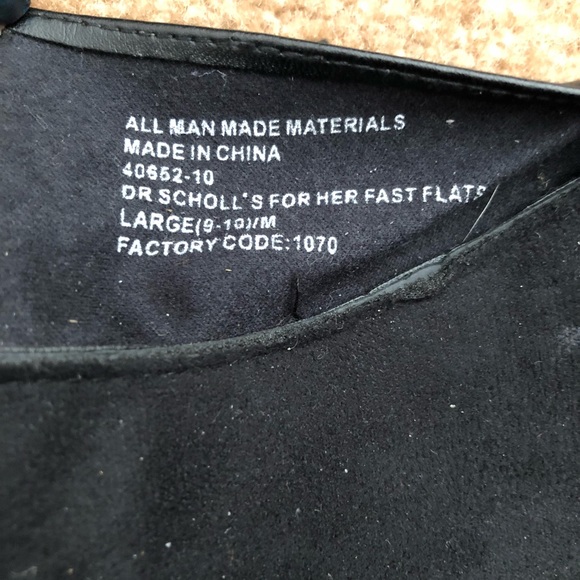 ALL MAN MADE MATERIALS
MADE IN CHINA
40652-10
DR SCHOLL'S FOR HER FAST FLATS
LARGE(9-10)/M
FACTORY CODE:1070